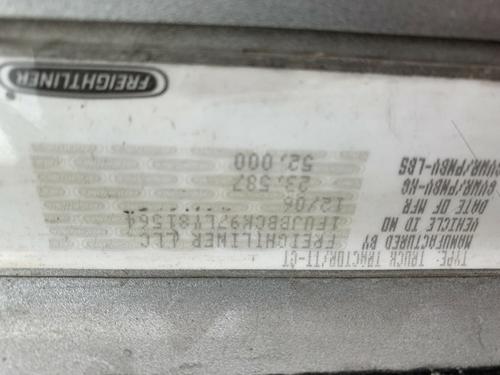 TYPE: TRUCK TRACTOR/TT-CT
MANUFACTURED BY FREIGHTLINER LLC
VEHICLE ID NO 1FUJBBCK97LY81564
DATE OF MFR 12/06
GVWR/PNBV-KG 23,587
GVWR/PNBV-LBS 52,000
FREIGHTLINER